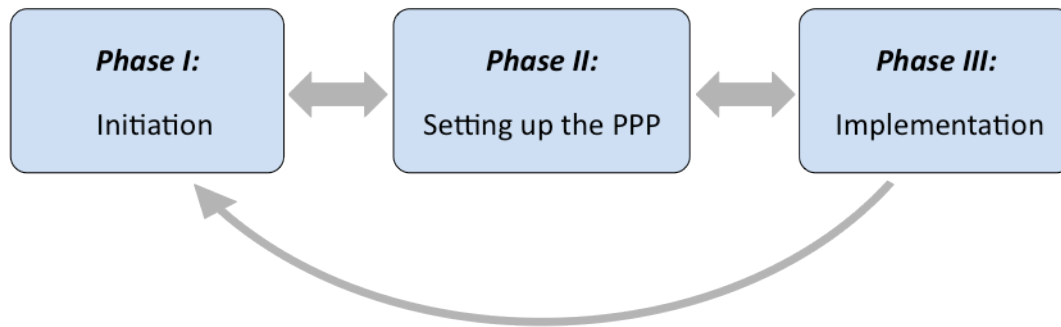 Phase I:
Initiation
Phase II:
Setting up the PPP
Phase III:
Implementation